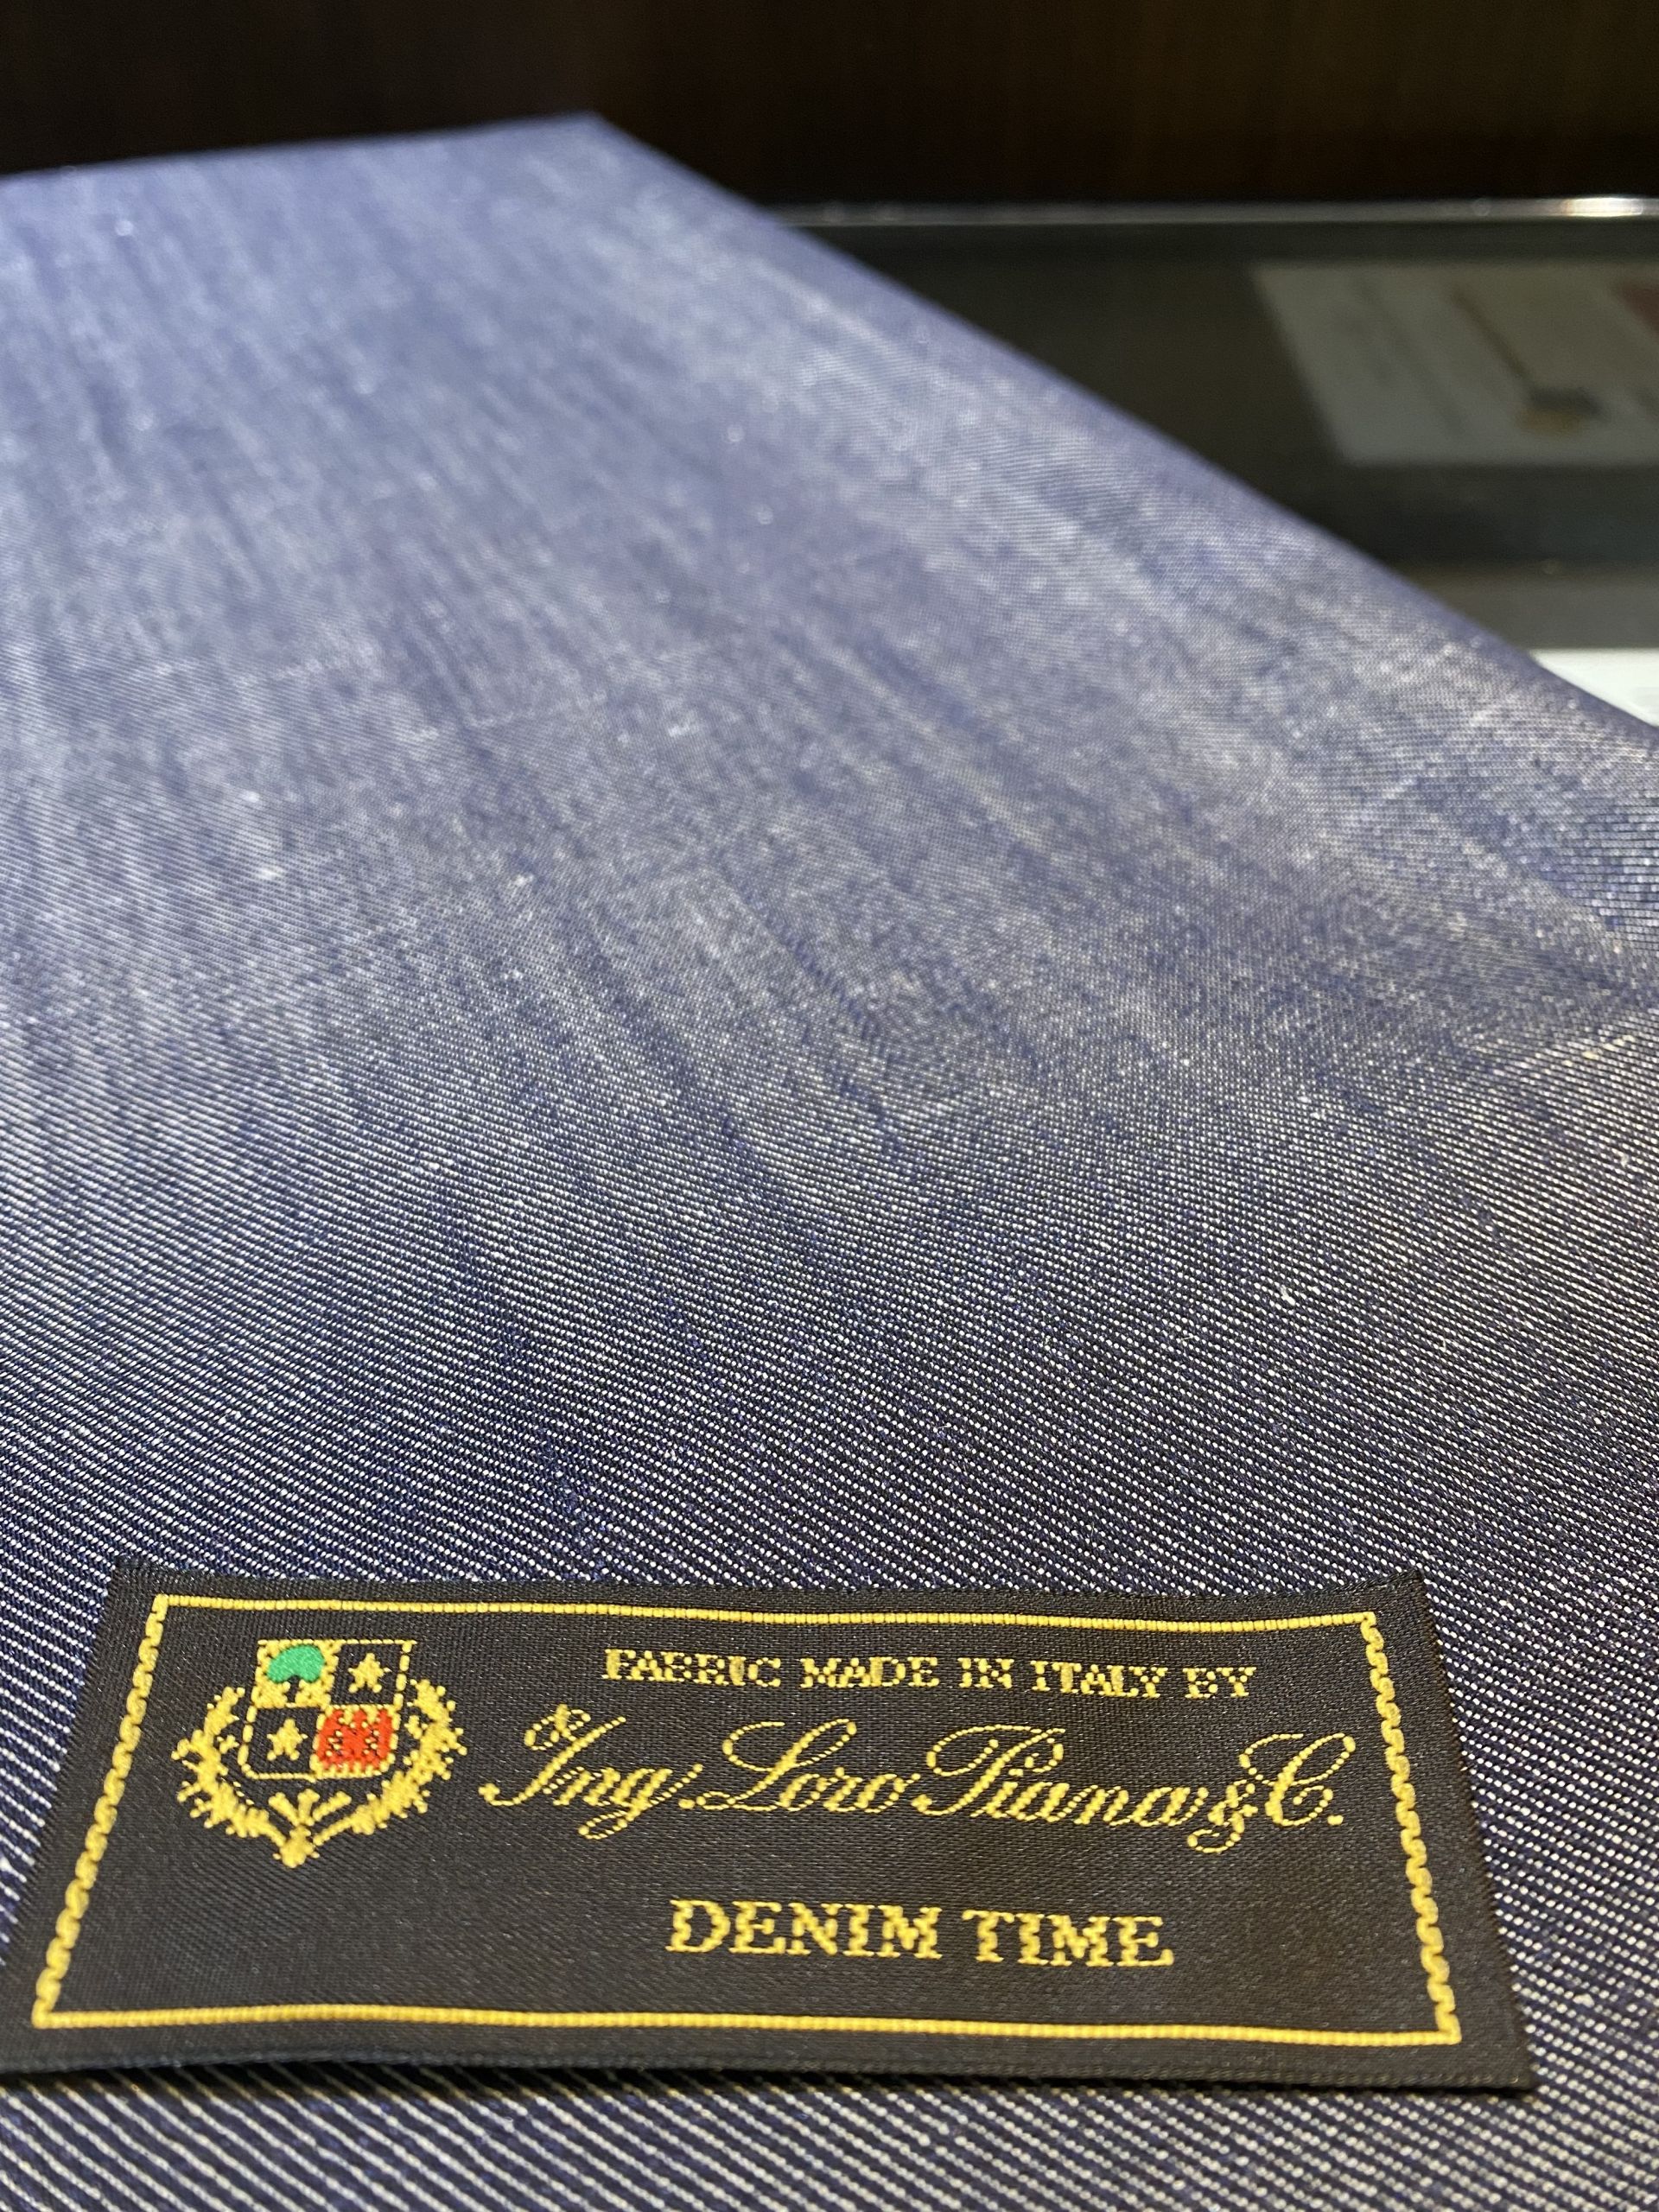 FABRIC MADE IN ITALY BY
Ing. Loro Piana & C.
DENIM TIME